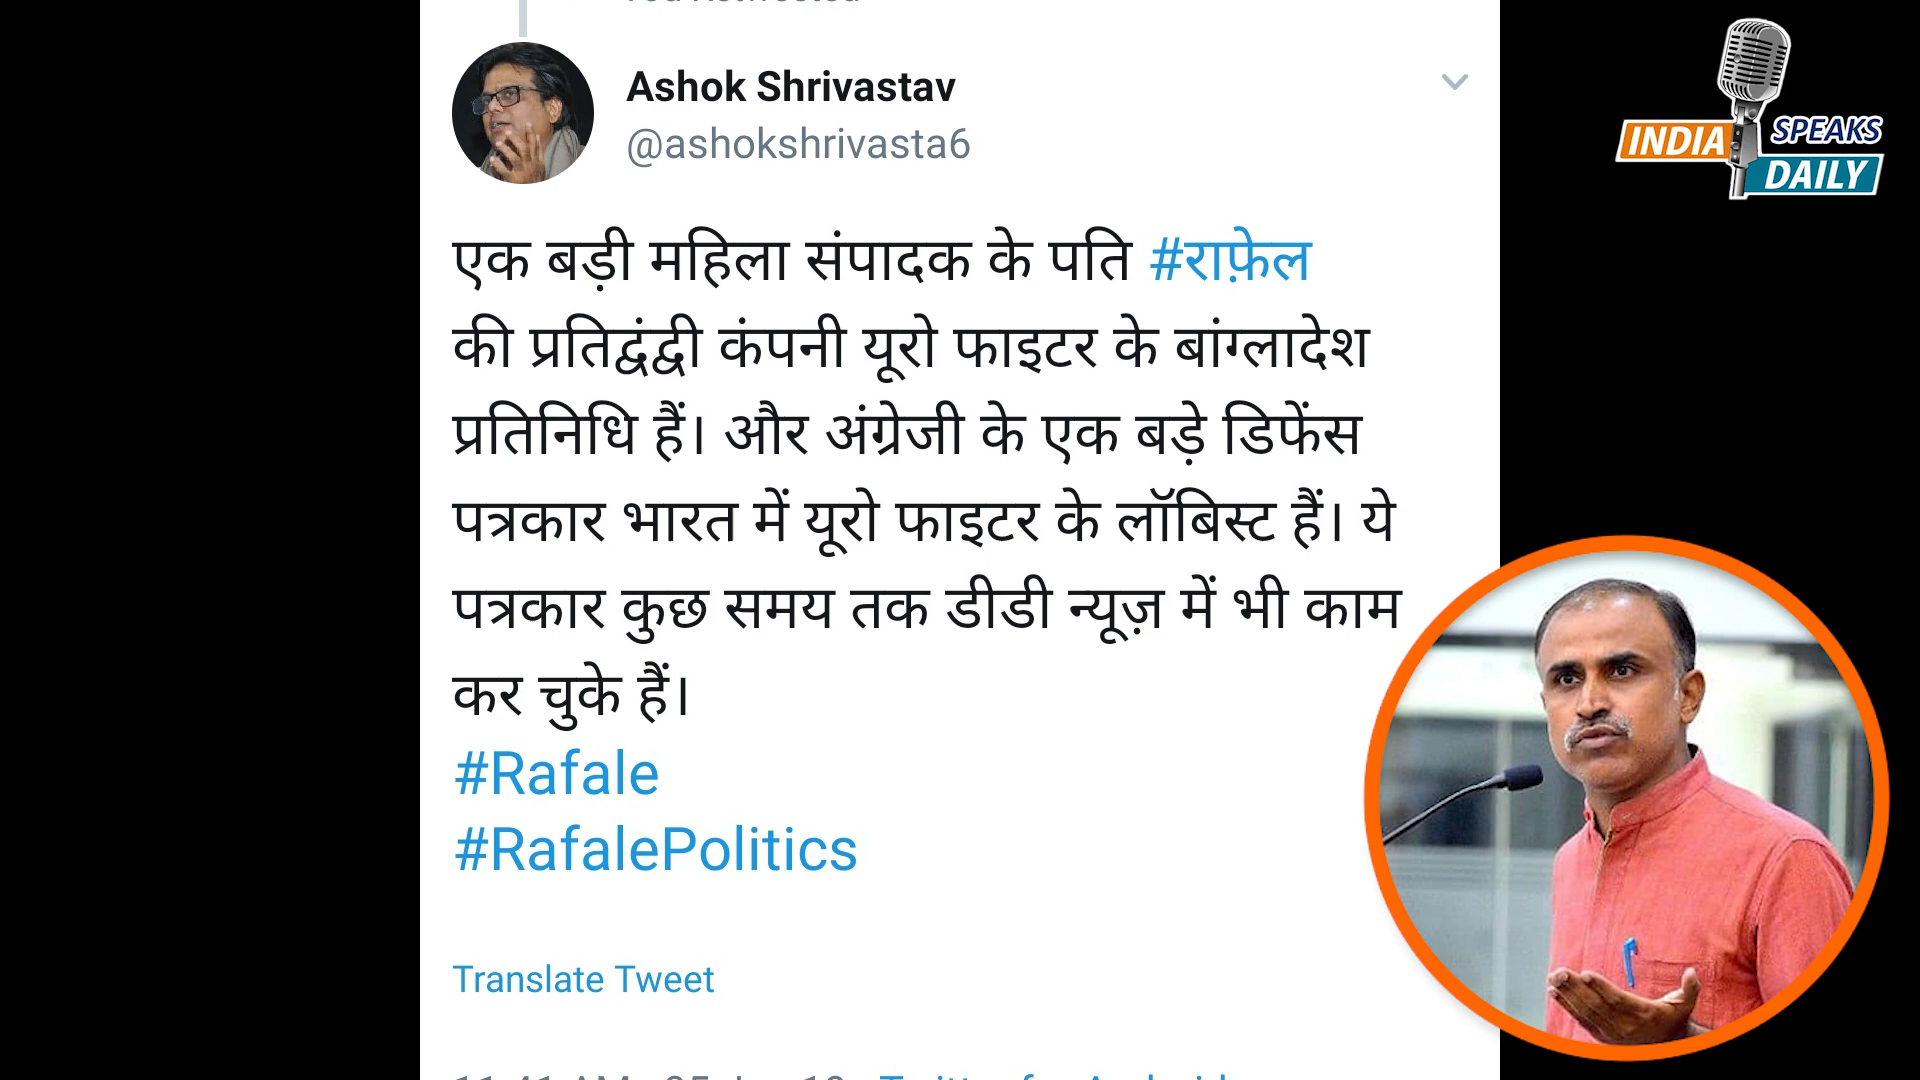 Ashok Shrivastav
@ashokshrivasta6
INDIA SPEAKS
DAILY
एक बड़ी महिला संपादक के पति #राफ़ेल
की प्रतिद्वंद्वी कंपनी यूरो फाइटर के बांग्लादेश
प्रतिनिधि हैं। और अंग्रेजी के एक बड़े डिफेंस
पत्रकार भारत में यूरो फाइटर के लॉबिस्ट हैं। ये
पत्रकार कुछ समय तक डीडी न्यूज़ में भी काम
कर चुके हैं।
#Rafale
#RafalePolitics
Translate Tweet